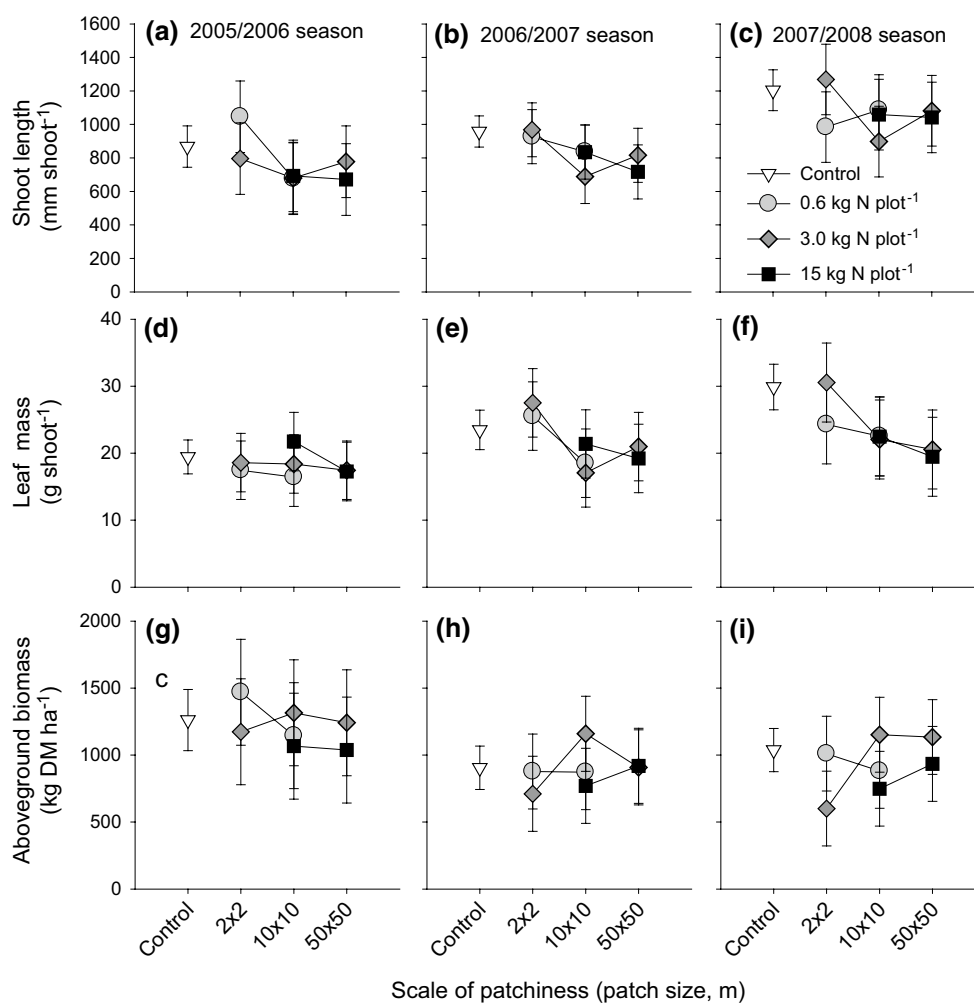 (a) 2005/2006 season
(b) 2006/2007 season
(c) 2007/2008 season
Shoot length
(mm shoot⁻¹)
1600
1400
1200
1000
800
600
400
200
0
Control
0.6 kg N plot⁻¹
3.0 kg N plot⁻¹
15 kg N plot⁻¹
(d)
(e)
(f)
Leaf mass
(g shoot⁻¹)
40
30
20
10
0
(g)
(h)
(i)
c
Aboveground biomass
(kg DM ha⁻¹)
2000
1500
1000
500
0
Control 2x2 10x10 50x50
Control 2x2 10x10 50x50
Control 2x2 10x10 50x50
Scale of patchiness (patch size, m)